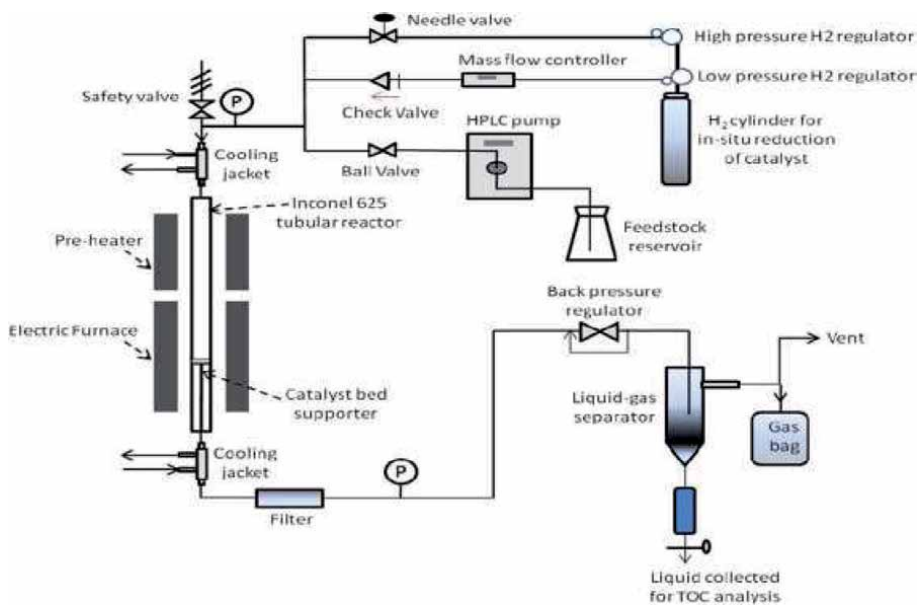 Needle valve
High pressure H2 regulator
Mass flow controller
Low pressure H2 regulator
Safety valve
P
Check Valve
HPLC pump
H₂ cylinder for
in-situ reduction
of catalyst
Cooling
jacket
Ball Valve
Inconel 625
tubular reactor
Feedstock
reservoir
Pre-heater
Back pressure
regulator
Electric Furnace
Vent
Catalyst bed
supporter
Liquid-gas
separator
Gas
bag
Cooling
jacket
P
Filter
Liquid collected
for TOC analysis